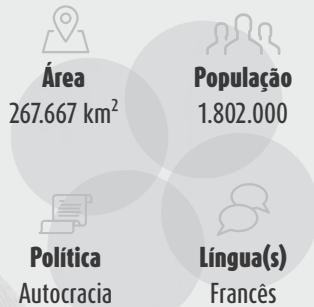 Área
267.667 km²
População
1.802.000
Política
Autocracia
Língua(s)
Francês